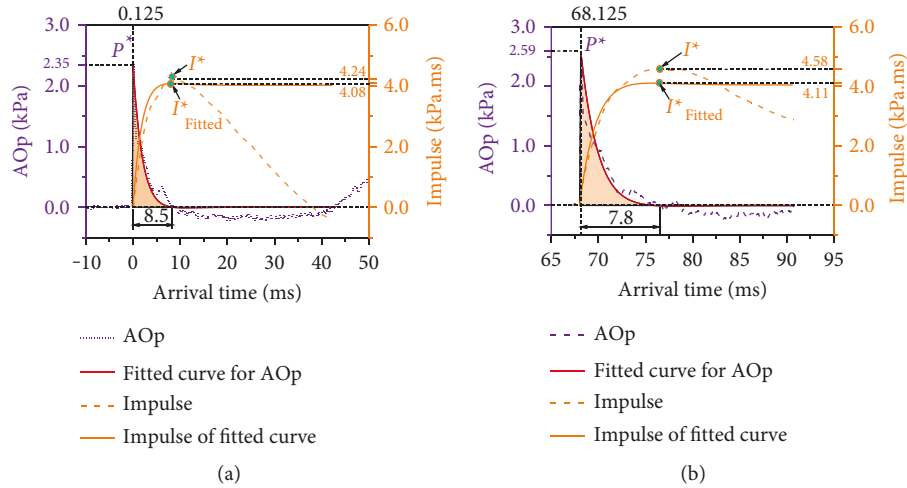 (a)
0.125
3.0
2.35
2.0
1.0
0.0
AOp (kPa)
P*
I*
4.24
4.08
I*
Fitted
8.5
6.0
4.0
2.0
0.0
Impulse (kPa.ms)
−10 0 10 20 30 40 50
Arrival time (ms)
AOp
Fitted curve for AOp
Impulse
Impulse of fitted curve
(a)
(b)
68.125
3.0
2.59
2.0
1.0
0.0
AOp (kPa)
P*
I*
4.58
4.11
I*
Fitted
7.8
6.0
4.0
2.0
0.0
Impulse (kPa.ms)
65 70 75 80 85 90 95
Arrival time (ms)
AOp
Fitted curve for AOp
Impulse
Impulse of fitted curve
(b)